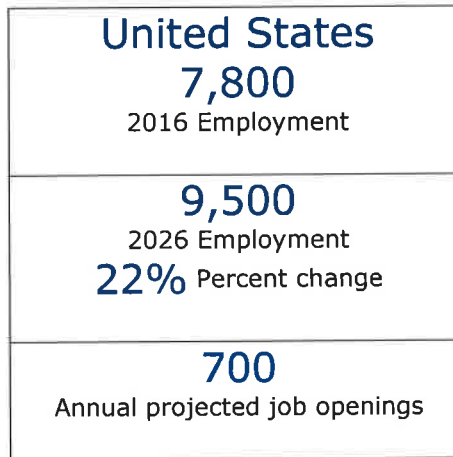 United States
7,800
2016 Employment
9,500
2026 Employment
22% Percent change
700
Annual projected job openings